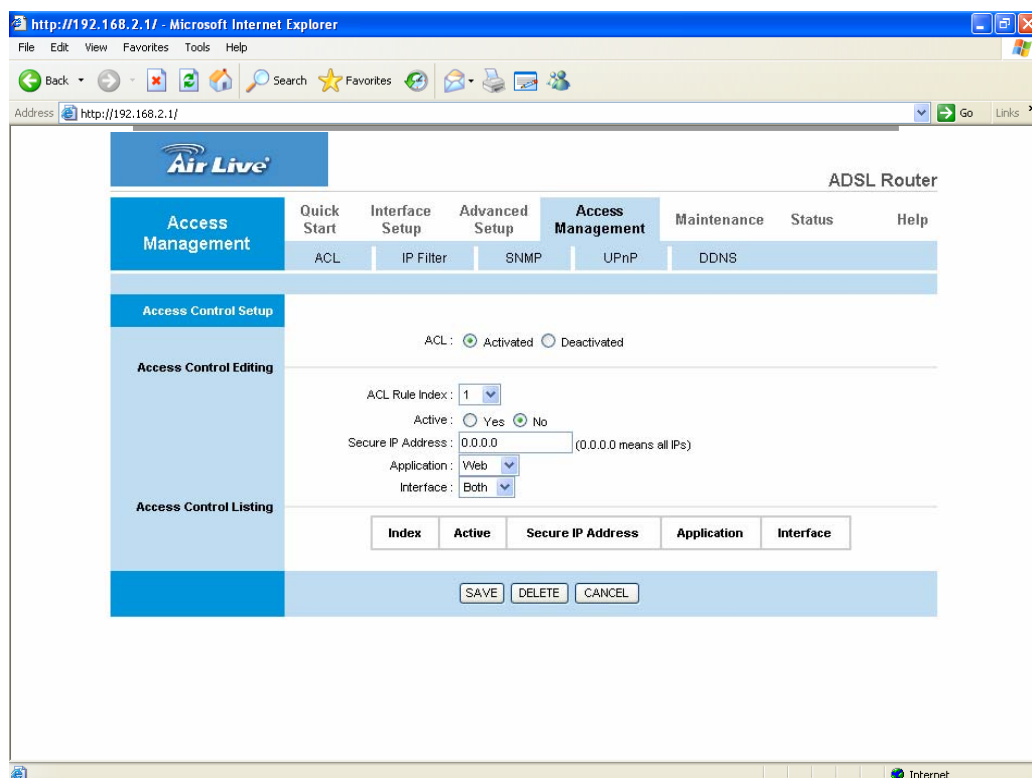 http://192.168.2.1/ - Microsoft Internet Explorer
File Edit View Favorites Tools Help
Back Search Favorites
Address http://192.168.2.1/ Go Links
Air Live
ADSL Router
Access Management
Quick Start Interface Setup Advanced Setup Access Management Maintenance Status Help
ACL IP Filter SNMP UPnP DDNS
Access Control Setup
ACL : Activated Deactivated
Access Control Editing
ACL Rule Index : 1
Active : Yes No
Secure IP Address : 0.0.0.0 (0.0.0.0 means all IPs)
Application : Web
Interface : Both
Access Control Listing
Index Active Secure IP Address Application Interface
SAVE DELETE CANCEL
Internet